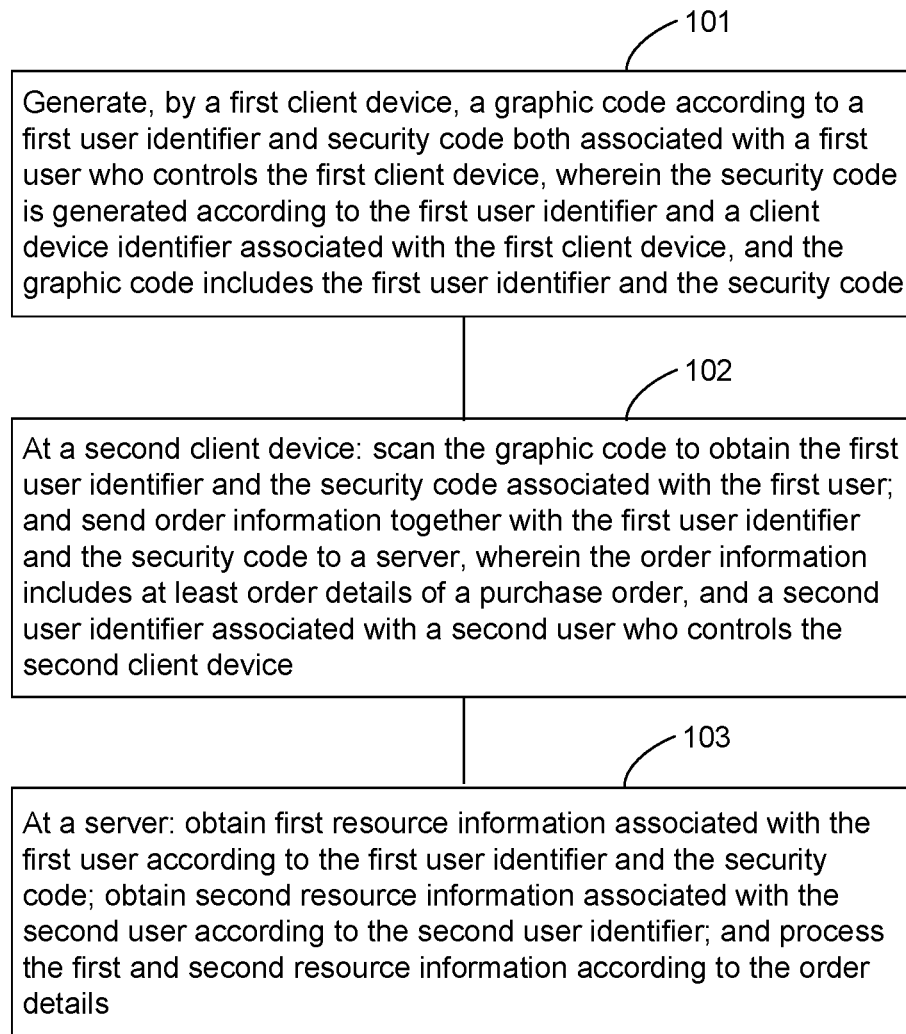 101
Generate, by a first client device, a graphic code according to a
first user identifier and security code both associated with a first
user who controls the first client device, wherein the security code
is generated according to the first user identifier and a client
device identifier associated with the first client device, and the
graphic code includes the first user identifier and the security code
102
At a second client device: scan the graphic code to obtain the first
user identifier and the security code associated with the first user;
and send order information together with the first user identifier
and the security code to a server, wherein the order information
includes at least order details of a purchase order, and a second
user identifier associated with a second user who controls the
second client device
103
At a server: obtain first resource information associated with the
first user according to the first user identifier and the security
code; obtain second resource information associated with the
second user according to the second user identifier; and process
the first and second resource information according to the order
details